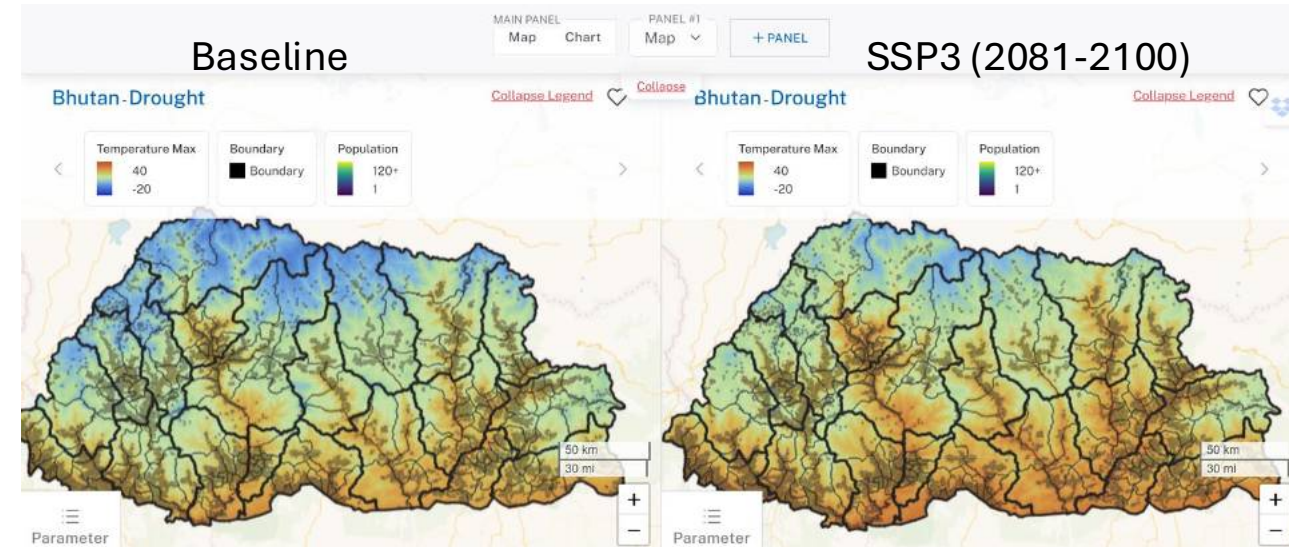 MAIN PANEL
Map Chart
PANEL #1
Map
+ PANEL
Baseline
SSP3 (2081-2100)
Collapse
Bhutan-Drought
Collapse Legend
Temperature Max
40
-20
Boundary
Boundary
Population
120+
1
50 km
30 mi
+
−
Parameter
Bhutan-Drought
Collapse Legend
Temperature Max
40
-20
Boundary
Boundary
Population
120+
1
50 km
30 mi
+
−
Parameter